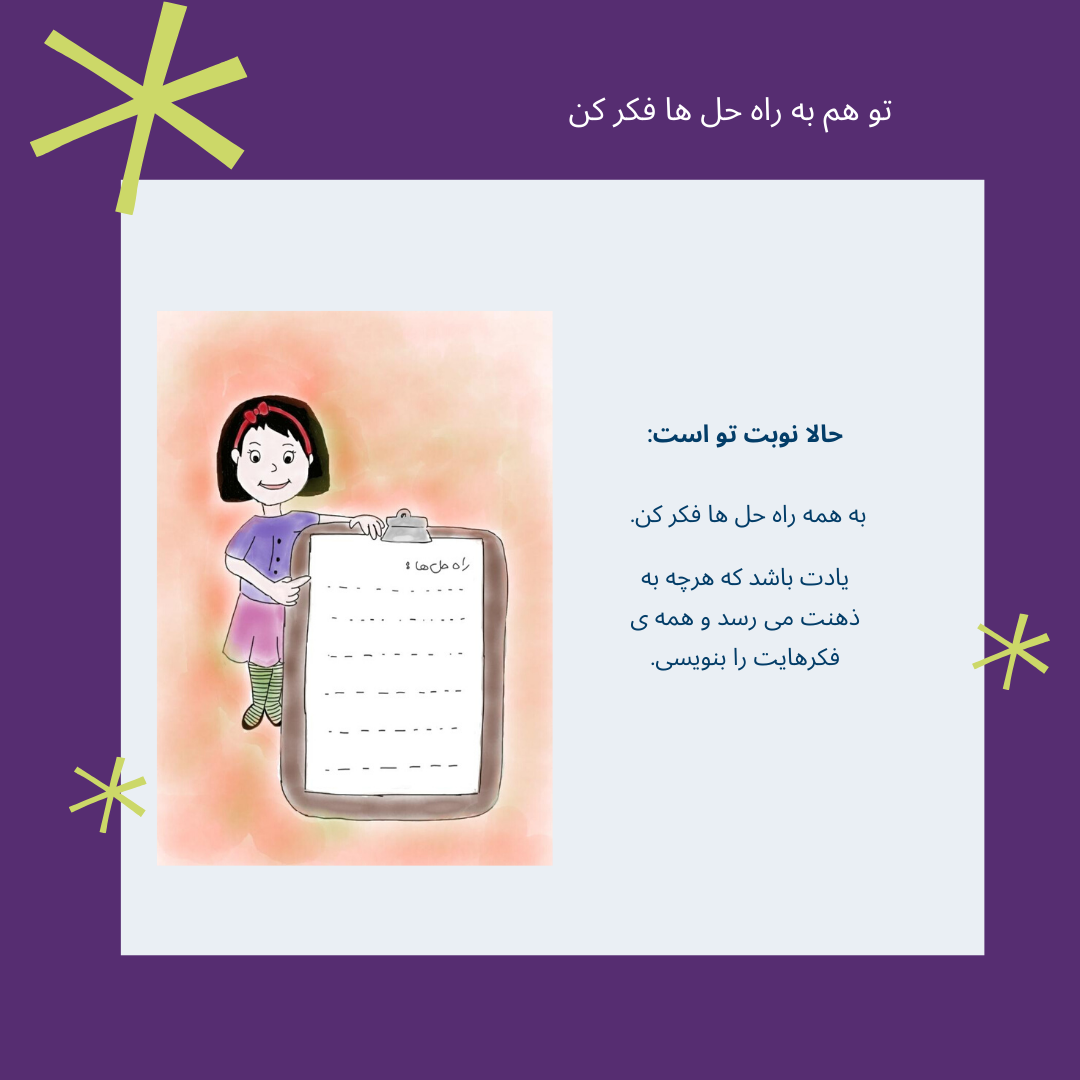 تو هم به راه حل ها فکر کن
حالا نوبت تو است:
به همه راه حل ها فکر کن.
یادت باشد که هرچه به
ذهنت می رسد و همه ی
فکرهایت را بنویسی.
راه حل‌ها :